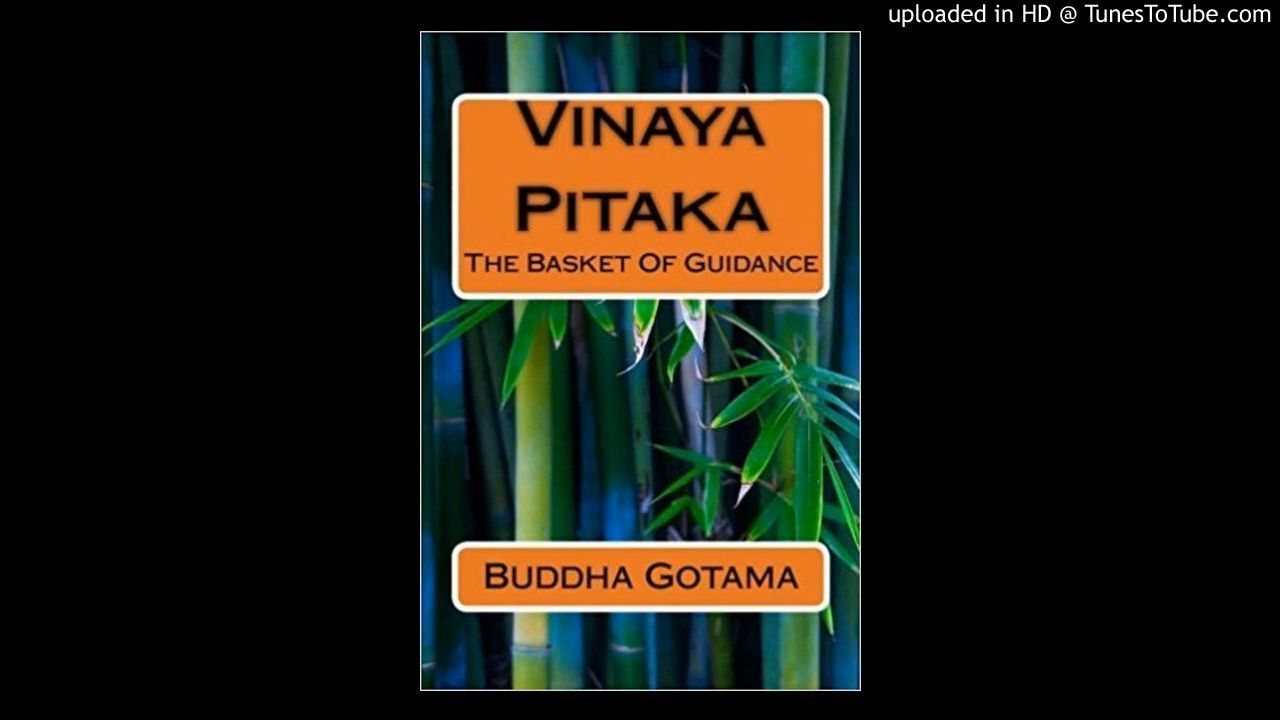 uploaded in HD @ TunesToTube.com
VINAYA
PITAKA
THE BASKET OF GUIDANCE
BUDDHA GOTAMA